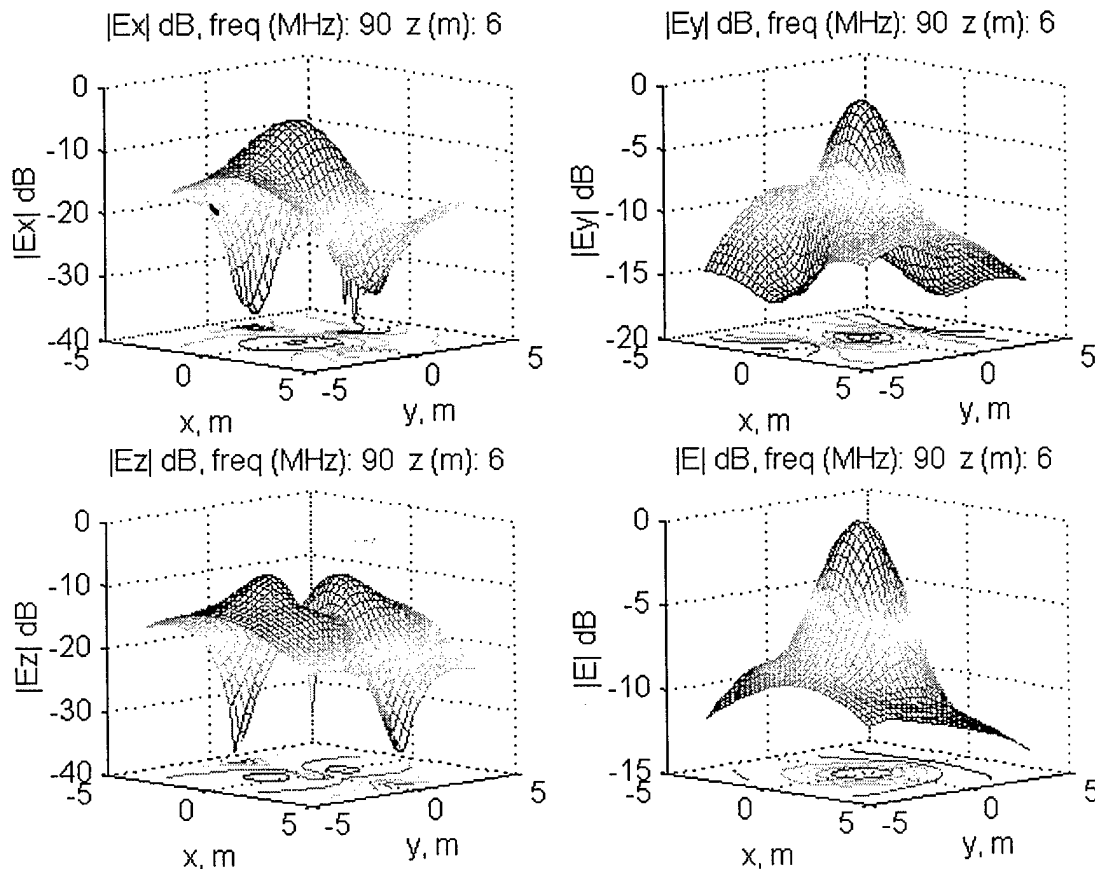 |Ex| dB, freq (MHz): 90 z (m): 6
0
-10
-20
-30
-40
|Ex| dB
-5
0
5
x, m
-5
0
5
y, m
|Ey| dB, freq (MHz): 90 z (m): 6
0
-5
-10
-15
-20
|Ey| dB
-5
0
5
x, m
-5
0
5
y, m
|Ez| dB, freq (MHz): 90 z (m): 6
0
-10
-20
-30
-40
|Ez| dB
-5
0
5
x, m
-5
0
5
y, m
|E| dB, freq (MHz): 90 z (m): 6
0
-5
-10
-15
|E| dB
-5
0
5
x, m
-5
0
5
y, m